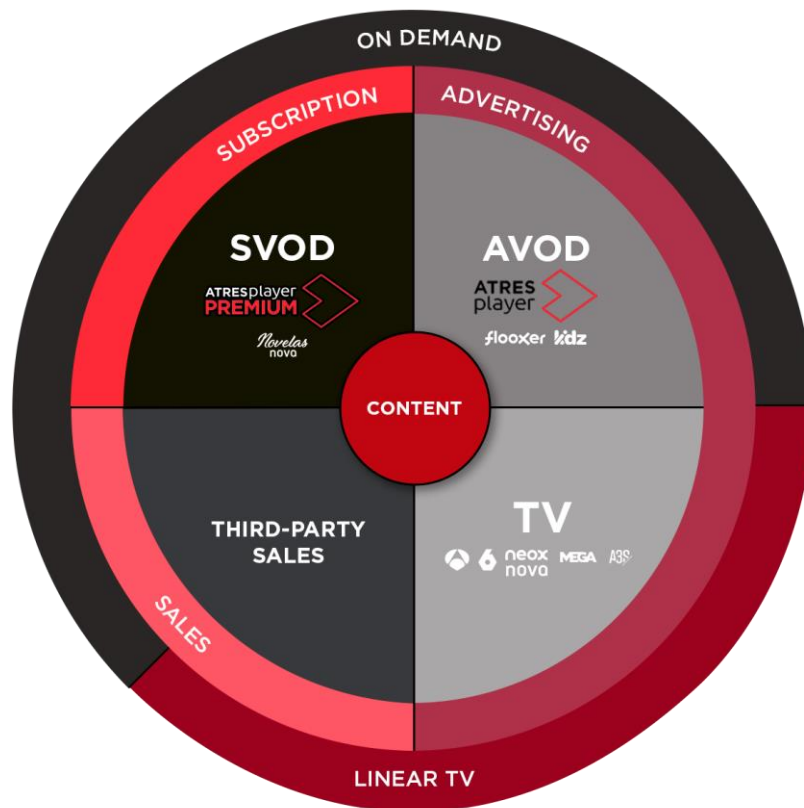 ON DEMAND
SUBSCRIPTION
ADVERTISING
SVOD
ATRESplayer
PREMIUM
Novelas
nova
AVOD
ATRES
player
flooxer kidz
CONTENT
THIRD-PARTY
SALES
TV
6 neox
nova
MEGA
A3S
SALES
LINEAR TV